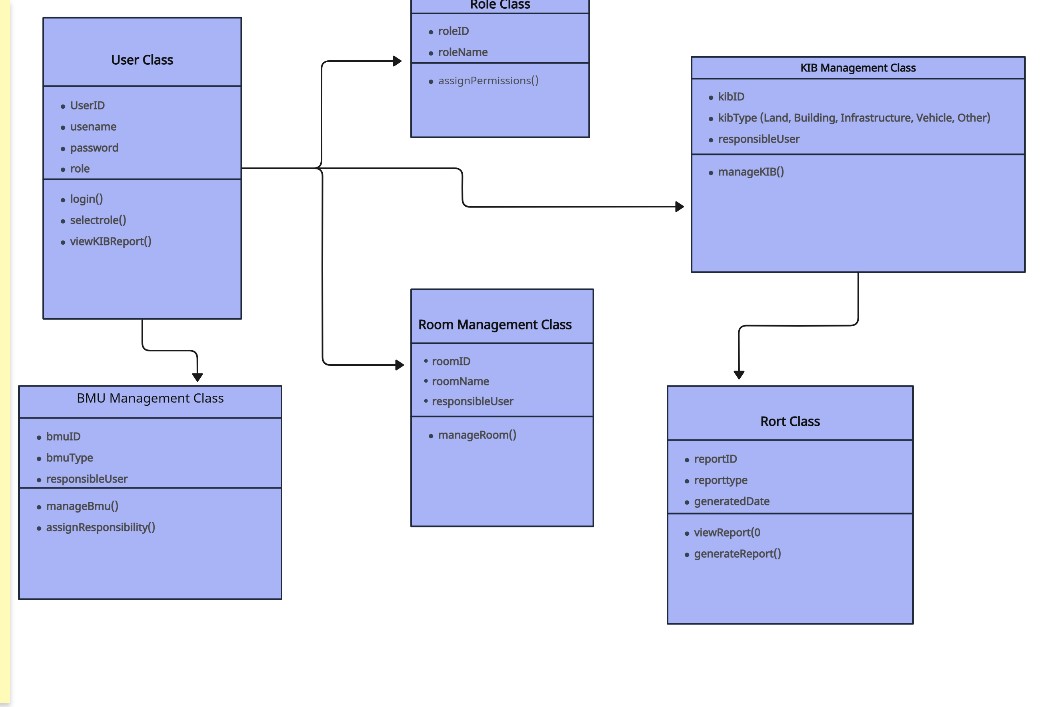 User Class
UserID
usename
password
role
login()
selectrole()
viewKIBReport()
Role Class
roleID
roleName
assignPermissions()
KIB Management Class
kibID
kibType (Land, Building, Infrastructure, Vehicle, Other)
responsibleUser
manageKIB()
BMU Management Class
bmuID
bmuType
responsibleUser
manageBmu()
assignResponsibility()
Room Management Class
roomID
roomName
responsibleUser
manageRoom()
Rort Class
reportID
reporttype
generatedDate
viewReport(0
generateReport()